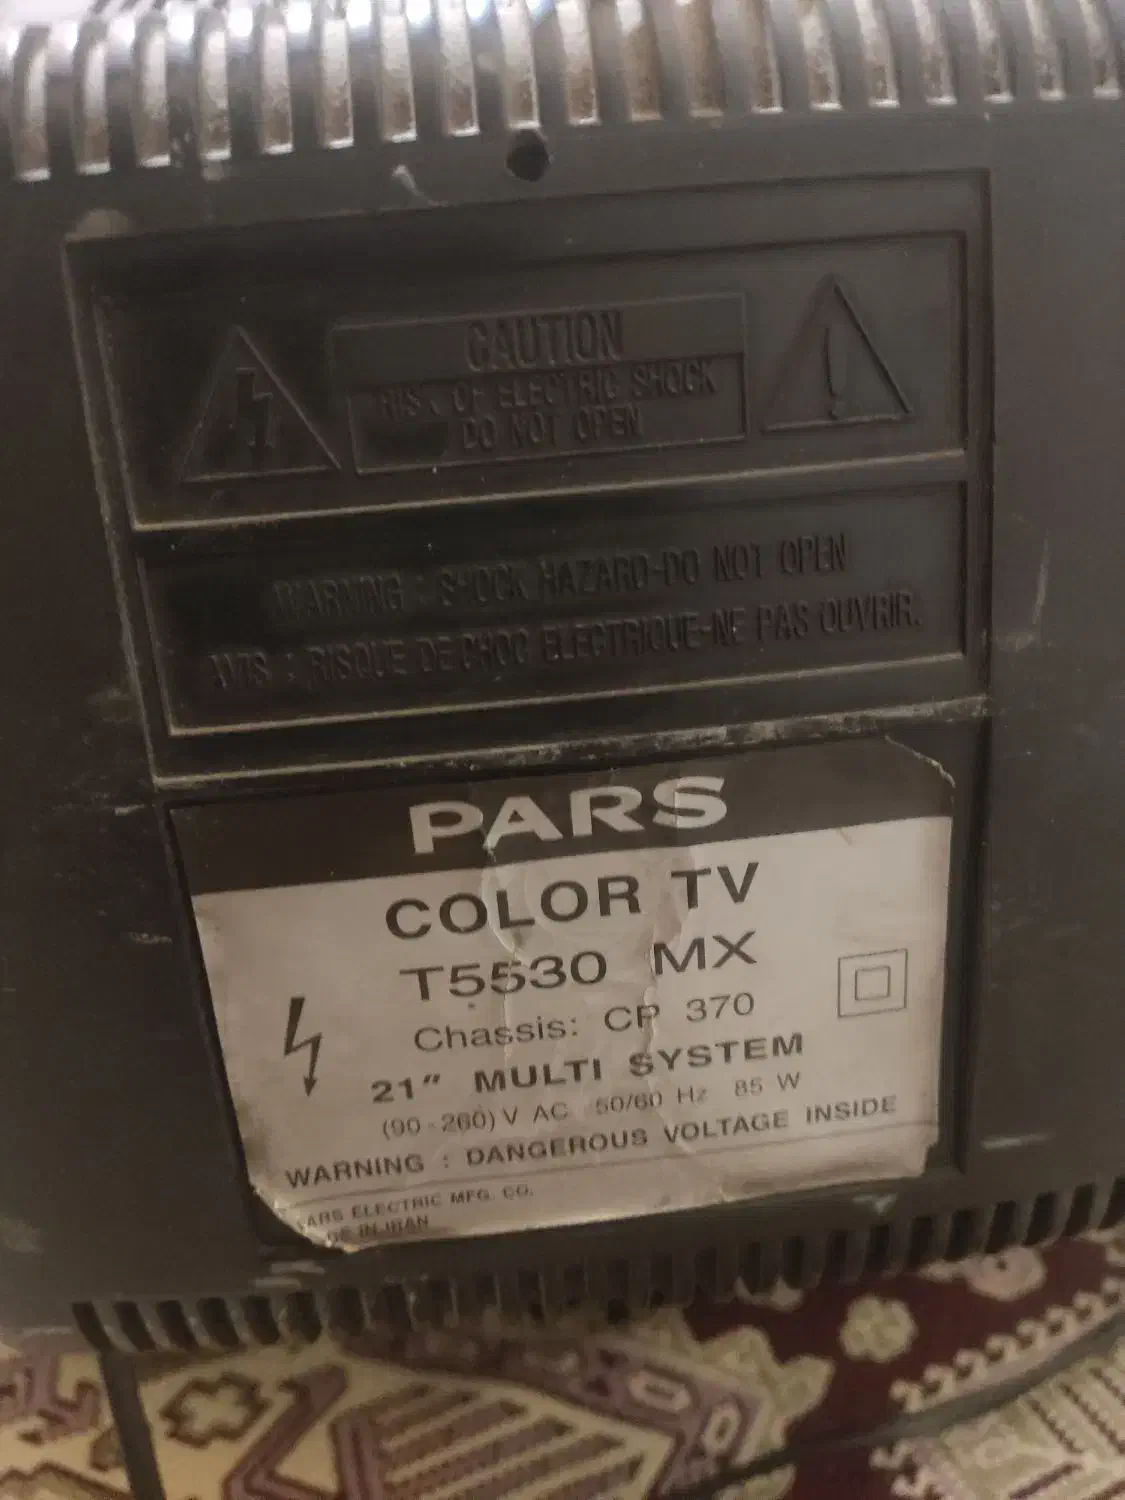 CAUTION
RISK OF ELECTRIC SHOCK
DO NOT OPEN
WARNING : SHOCK HAZARD-DO NOT OPEN
AVIS : RISQUE DE CHOC ELECTRIQUE-NE PAS OUVRIR.
PARS
COLOR TV
T5530 MX
Chassis: CP 370
21" MULTI SYSTEM
(90-260) V AC 50/60 Hz 85 W
WARNING : DANGEROUS VOLTAGE INSIDE
PARS ELECTRIC MFG. CO.
IN IRAN